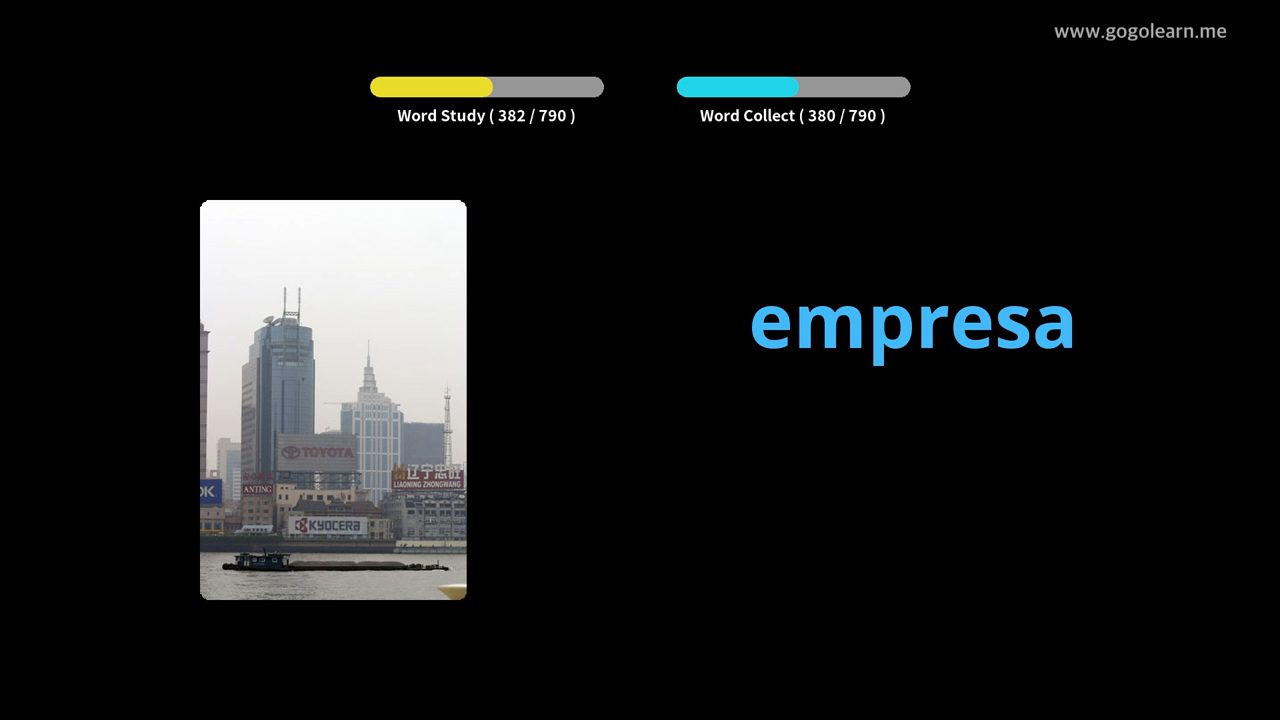 www.gogolearn.me
Word Study ( 382 / 790 )
Word Collect ( 380 / 790 )
empresa
TOYOTA
辽宁忠旺
LIAONING ZHONGWANG
OK
ANTING
KYOCERA